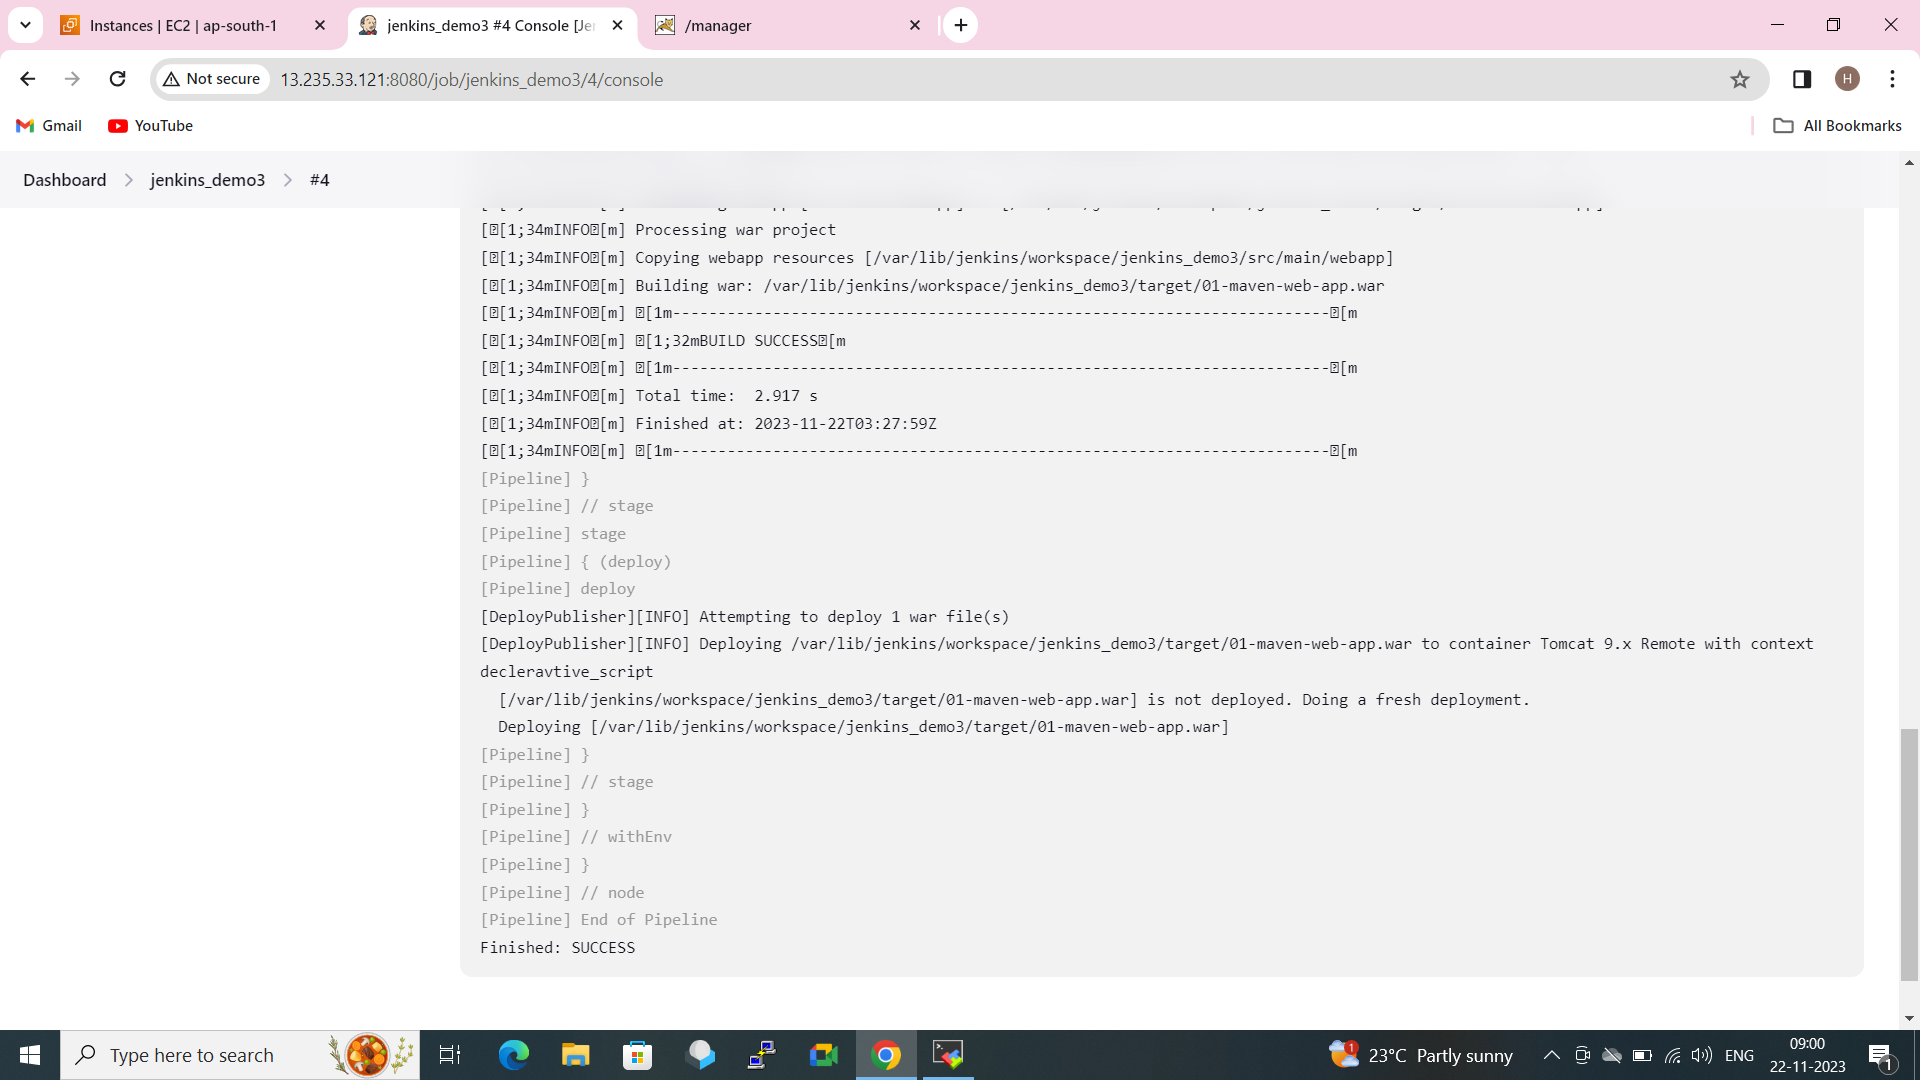 Instances | EC2 | ap-south-1
jenkins_demo3 #4 Console [Je
/manager
Not secure
13.235.33.121:8080/job/jenkins_demo3/4/console
H
Gmail
YouTube
All Bookmarks
Dashboard
jenkins_demo3
#4
[[1;34mINFO[m] Processing war project
[[1;34mINFO[m] Copying webapp resources [/var/lib/jenkins/workspace/jenkins_demo3/src/main/webapp]
[[1;34mINFO[m] Building war: /var/lib/jenkins/workspace/jenkins_demo3/target/01-maven-web-app.war
[[1;34mINFO[m] [1m------------------------------------------------------------------------[m
[[1;34mINFO[m] [1;32mBUILD SUCCESS[m
[[1;34mINFO[m] [1m------------------------------------------------------------------------[m
[[1;34mINFO[m] Total time:  2.917 s
[[1;34mINFO[m] Finished at: 2023-11-22T03:27:59Z
[[1;34mINFO[m] [1m------------------------------------------------------------------------[m
[Pipeline] }
[Pipeline] // stage
[Pipeline] stage
[Pipeline] { (deploy)
[Pipeline] deploy
[DeployPublisher][INFO] Attempting to deploy 1 war file(s)
[DeployPublisher][INFO] Deploying /var/lib/jenkins/workspace/jenkins_demo3/target/01-maven-web-app.war to container Tomcat 9.x Remote with context
decleravtive_script
[/var/lib/jenkins/workspace/jenkins_demo3/target/01-maven-web-app.war] is not deployed. Doing a fresh deployment.
Deploying [/var/lib/jenkins/workspace/jenkins_demo3/target/01-maven-web-app.war]
[Pipeline] }
[Pipeline] // stage
[Pipeline] }
[Pipeline] // withEnv
[Pipeline] }
[Pipeline] // node
[Pipeline] End of Pipeline
Finished: SUCCESS
Type here to search
1
23°C Partly sunny
ENG
09:00
22-11-2023
1